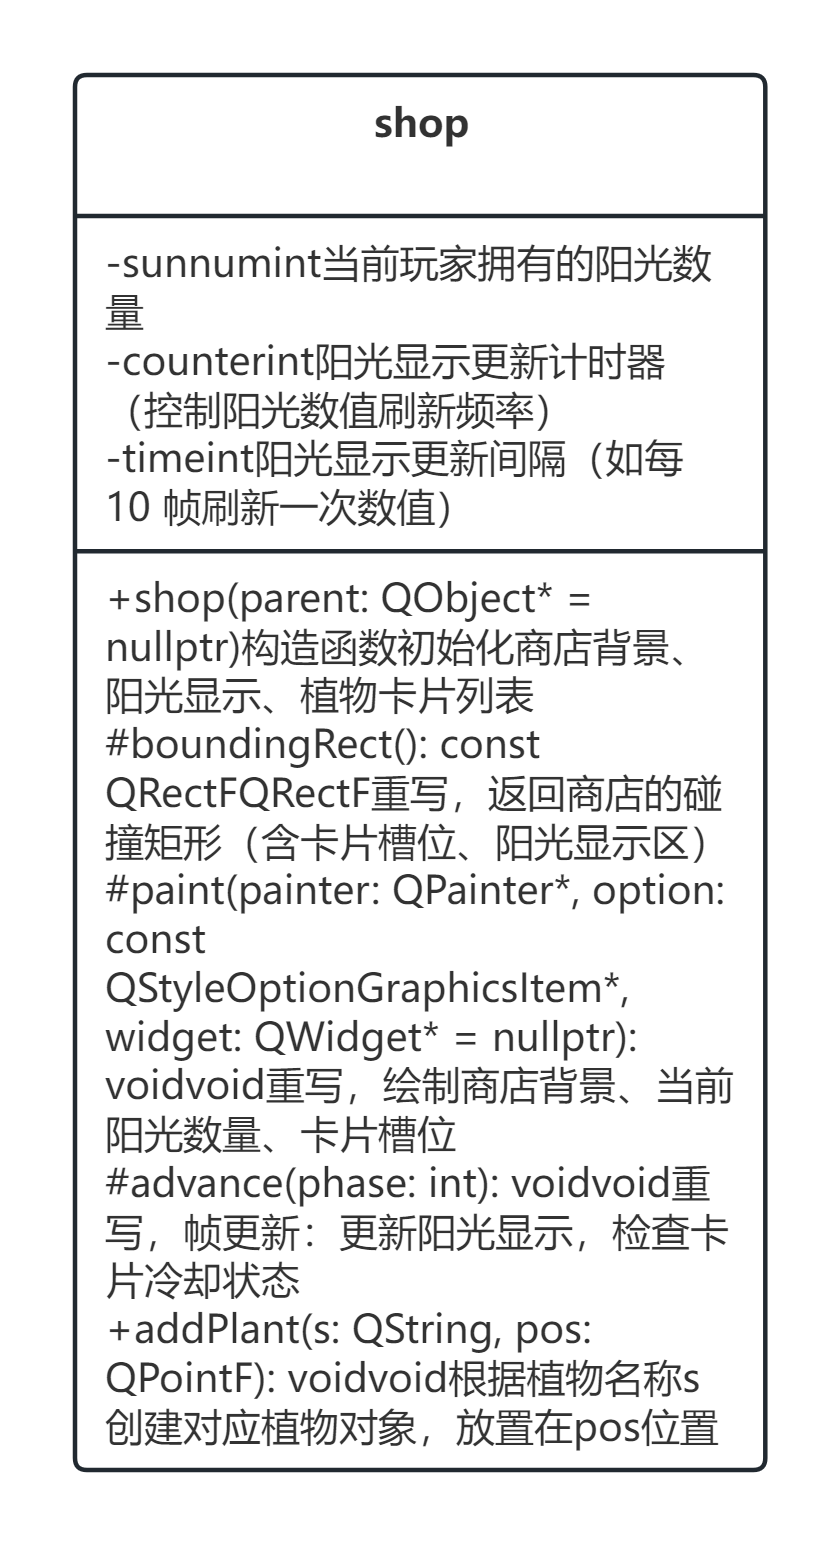 shop
-sunnumint当前玩家拥有的阳光数
量
-counterint阳光显示更新计时器
（控制阳光数值刷新频率）
-timeint阳光显示更新间隔（如每
10 帧刷新一次数值）
+shop(parent: QObject* =
nullptr)构造函数初始化商店背景、
阳光显示、植物卡片列表
#boundingRect(): const
QRectFQRectF重写，返回商店的碰
撞矩形（含卡片槽位、阳光显示区）
#paint(painter: QPainter*, option:
const
QStyleOptionGraphicsItem*,
widget: QWidget* = nullptr):
voidvoid重写，绘制商店背景、当前
阳光数量、卡片槽位
#advance(phase: int): voidvoid重
写，帧更新：更新阳光显示，检查卡
片冷却状态
+addPlant(s: QString, pos:
QPointF): voidvoid根据植物名称s
创建对应植物对象，放置在pos位置